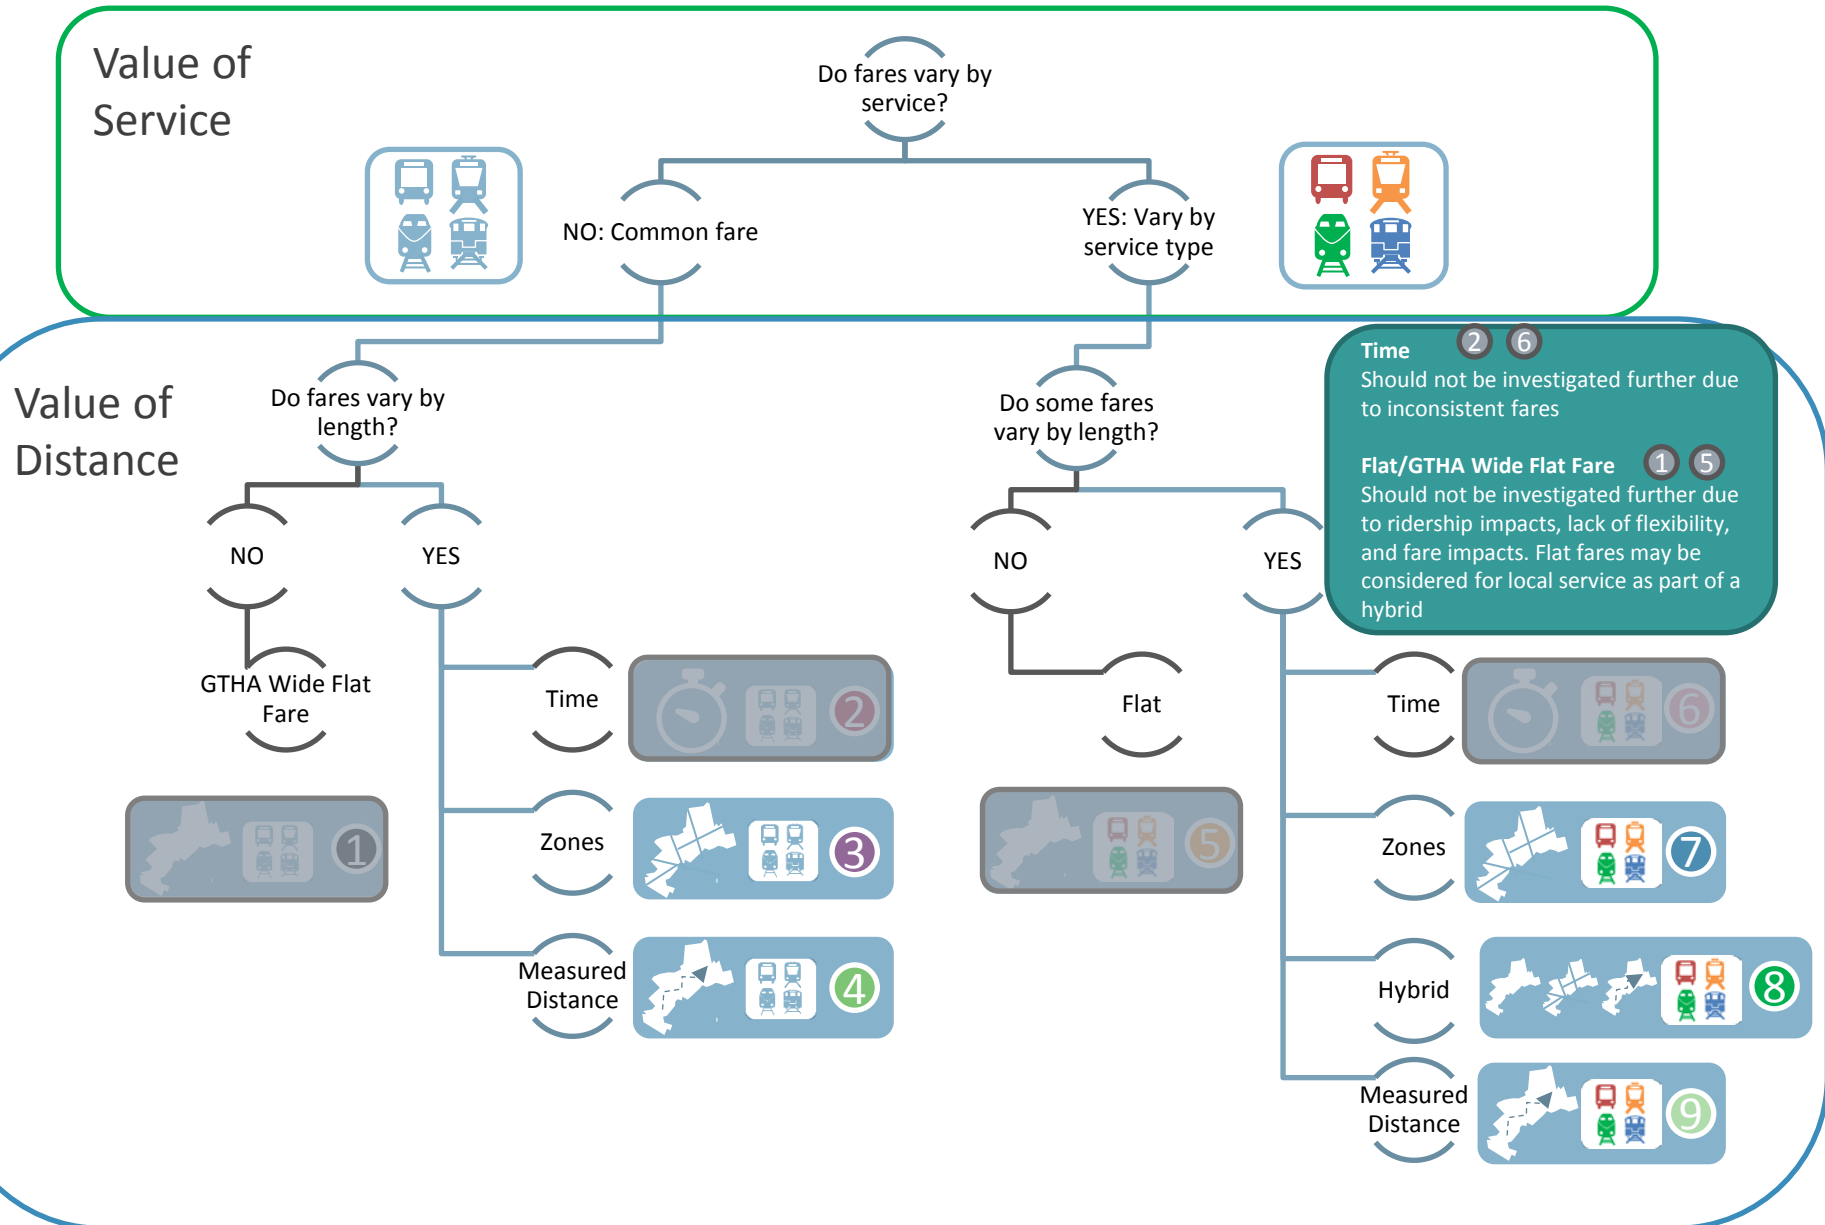 Value of
Service
Do fares vary by
service?
NO: Common fare
YES: Vary by
service type
Value of
Distance
Do fares vary by
length?
Do some fares
vary by length?
Time 2 6
Should not be investigated further due
to inconsistent fares
Flat/GTHA Wide Flat Fare 1 5
Should not be investigated further due
to ridership impacts, lack of flexibility,
and fare impacts. Flat fares may be
considered for local service as part of a
hybrid
NO
YES
NO
YES
GTHA Wide Flat
Fare
1
Time
2
Zones
3
Measured
Distance
4
Flat
5
Time
6
Zones
7
Hybrid
8
Measured
Distance
9